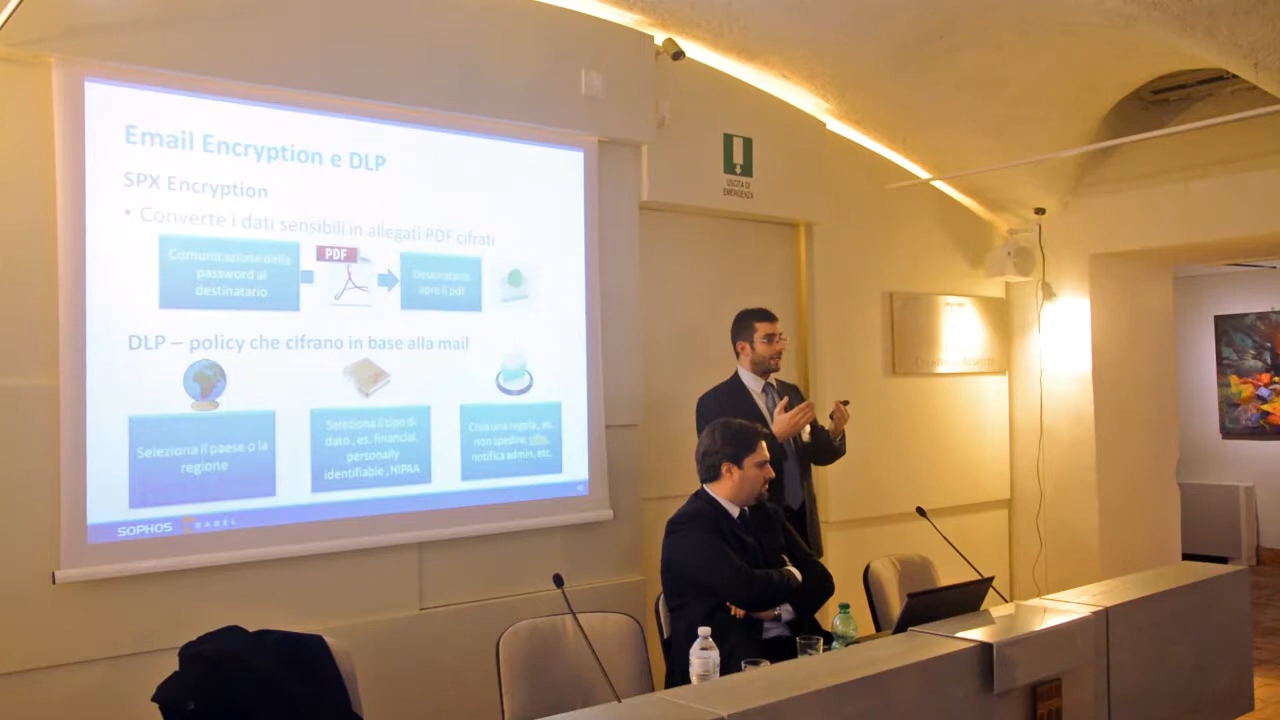 Email Encryption e DLP
SPX Encryption
• Converte i dati sensibili in allegati PDF cifrati
Comunicazione della
password al
destinatario
PDF
Destinatario
apre il pdf
DLP – policy che cifrano in base alla mail
Seleziona il paese o la
regione
Seleziona il tipo di
dato, es. financial,
personally
identifiable, HIPAA
Crea una regola, es.
non spedire,
notifica admin, etc.
SOPHOS
BABEL
USCITA DI
EMERGENZA